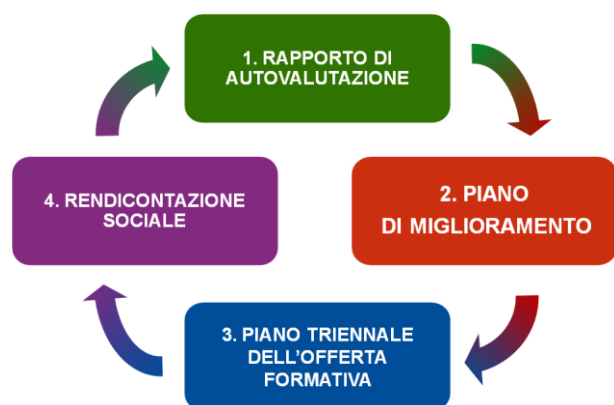 1. RAPPORTO DI
AUTOVALUTAZIONE
2. PIANO
DI MIGLIORAMENTO
3. PIANO TRIENNALE
DELL’OFFERTA
FORMATIVA
4. RENDICONTAZIONE
SOCIALE